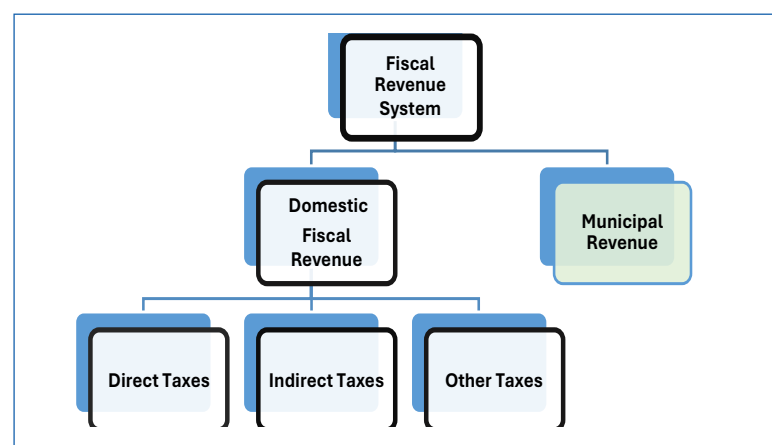 Fiscal
Revenue
System
Domestic
Fiscal
Revenue
Municipal
Revenue
Direct Taxes
Indirect Taxes
Other Taxes